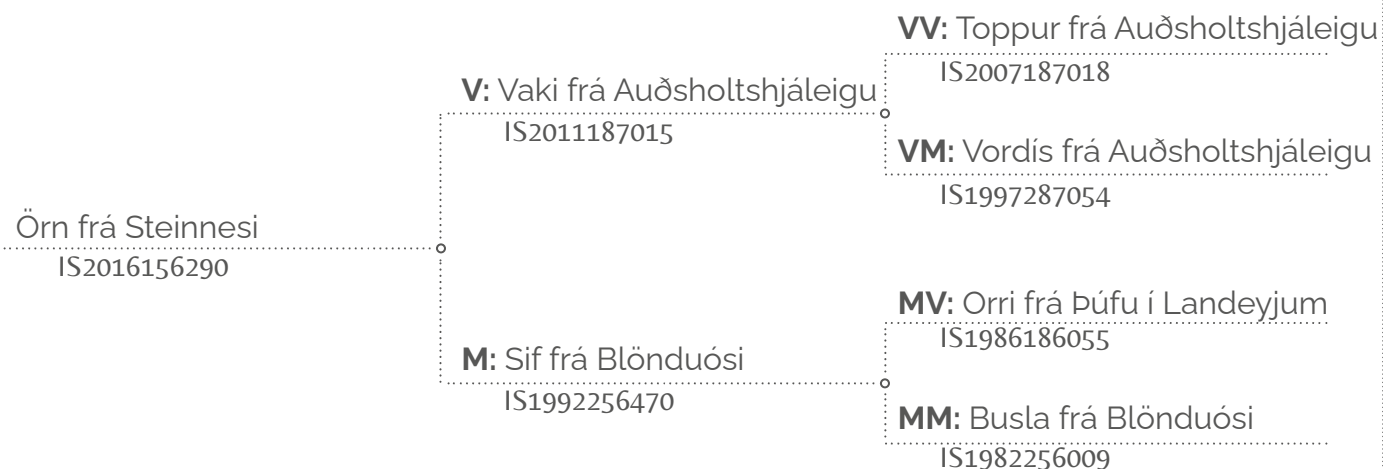 VV: Toppur frá Auðsholtshjáleigu
IS2007187018
V: Vaki frá Auðsholtshjáleigu
IS2011187015
VM: Vordís frá Auðsholtshjáleigu
IS1997287054
Örn frá Steinnesi
IS2016156290
MV: Orri frá Þúfu í Landeyjum
IS1986186055
M: Sif frá Blönduósi
IS1992256470
MM: Busla frá Blönduósi
IS1982256009